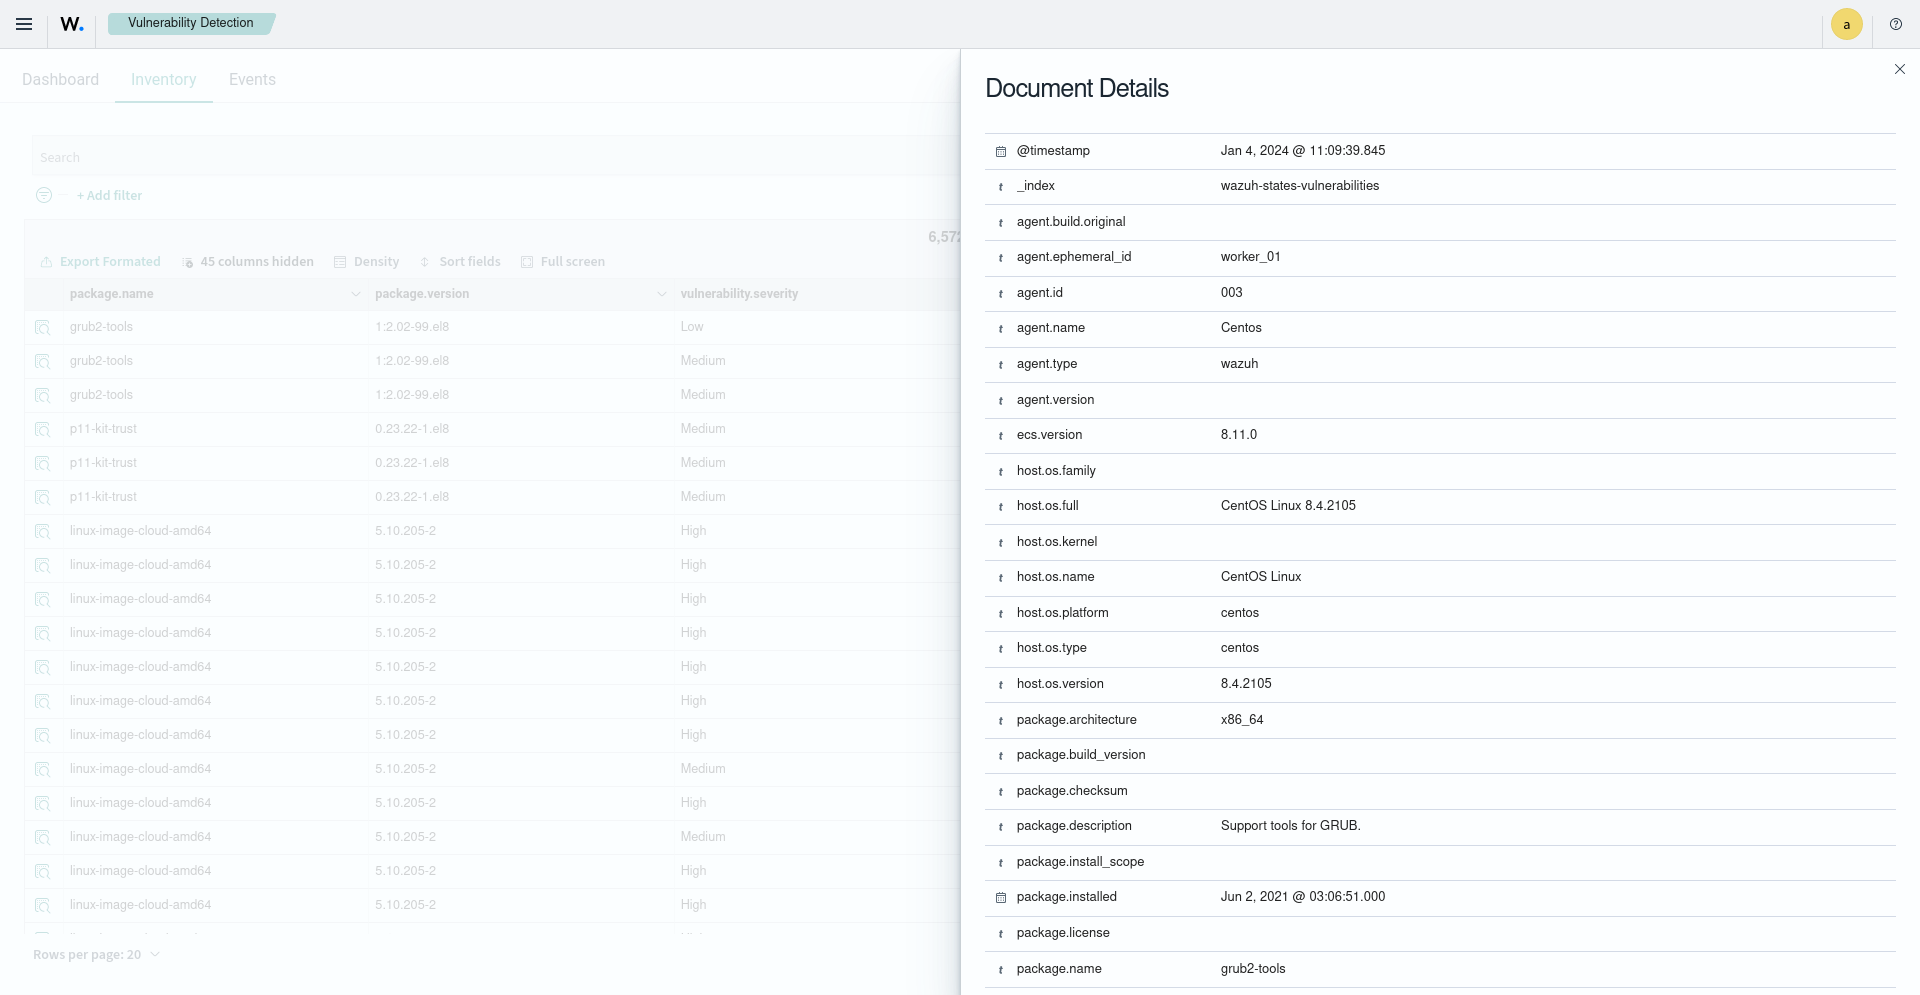 W.
Vulnerability Detection
a
Dashboard
Inventory
Events
Search
+ Add filter
6,572
Export Formated
45 columns hidden
Density
Sort fields
Full screen
package.name package.version vulnerability.severity
grub2-tools 1:2.02-99.el8 Low
grub2-tools 1:2.02-99.el8 Medium
grub2-tools 1:2.02-99.el8 Medium
p11-kit-trust 0.23.22-1.el8 Medium
p11-kit-trust 0.23.22-1.el8 Medium
p11-kit-trust 0.23.22-1.el8 Medium
linux-image-cloud-amd64 5.10.205-2 High
linux-image-cloud-amd64 5.10.205-2 High
linux-image-cloud-amd64 5.10.205-2 High
linux-image-cloud-amd64 5.10.205-2 High
linux-image-cloud-amd64 5.10.205-2 High
linux-image-cloud-amd64 5.10.205-2 High
linux-image-cloud-amd64 5.10.205-2 High
linux-image-cloud-amd64 5.10.205-2 Medium
linux-image-cloud-amd64 5.10.205-2 High
linux-image-cloud-amd64 5.10.205-2 Medium
linux-image-cloud-amd64 5.10.205-2 High
linux-image-cloud-amd64 5.10.205-2 High
Rows per page: 20
Document Details
@timestamp Jan 4, 2024 @ 11:09:39.845
t _index wazuh-states-vulnerabilities
t agent.build.original
t agent.ephemeral_id worker_01
t agent.id 003
t agent.name Centos
t agent.type wazuh
t agent.version
t ecs.version 8.11.0
t host.os.family
t host.os.full CentOS Linux 8.4.2105
t host.os.kernel
t host.os.name CentOS Linux
t host.os.platform centos
t host.os.type centos
t host.os.version 8.4.2105
t package.architecture x86_64
t package.build_version
t package.checksum
t package.description Support tools for GRUB.
t package.install_scope
package.installed Jun 2, 2021 @ 03:06:51.000
t package.license
t package.name grub2-tools